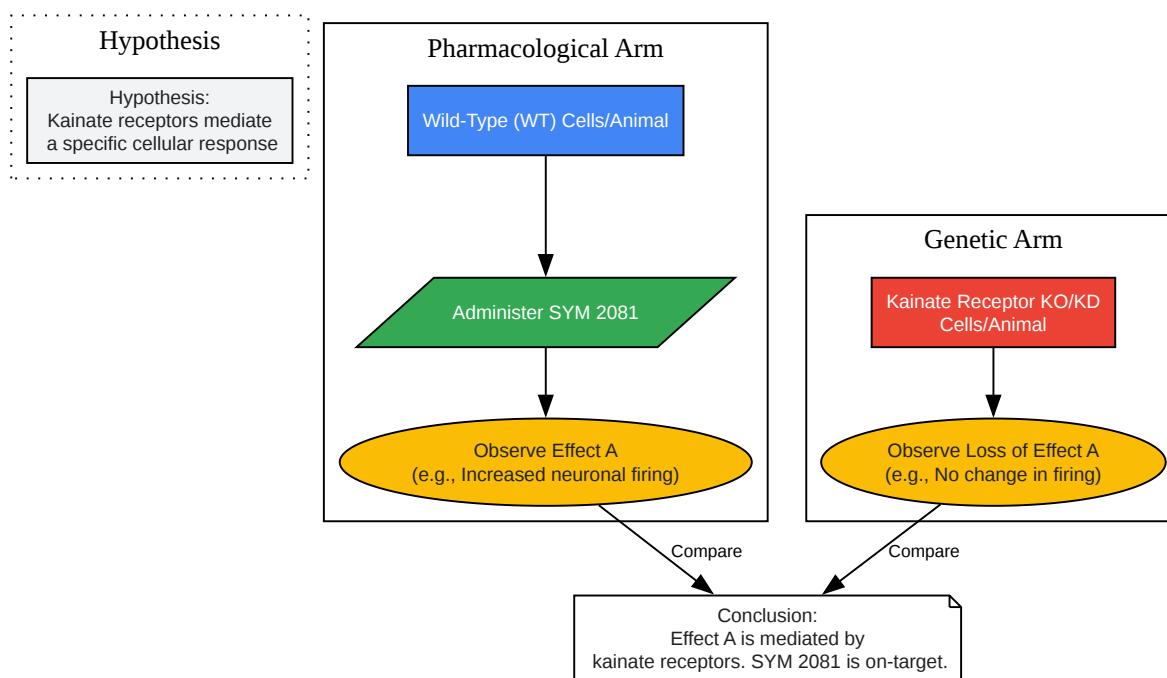 Hypothesis
Hypothesis:
Kainate receptors mediate
a specific cellular response
Pharmacological Arm
Wild-Type (WT) Cells/Animal
Administer SYM 2081
Observe Effect A
(e.g., Increased neuronal firing)
Genetic Arm
Kainate Receptor KO/KD
Cells/Animal
Observe Loss of Effect A
(e.g., No change in firing)
Compare
Compare
Conclusion:
Effect A is mediated by
kainate receptors. SYM 2081 is on-target.